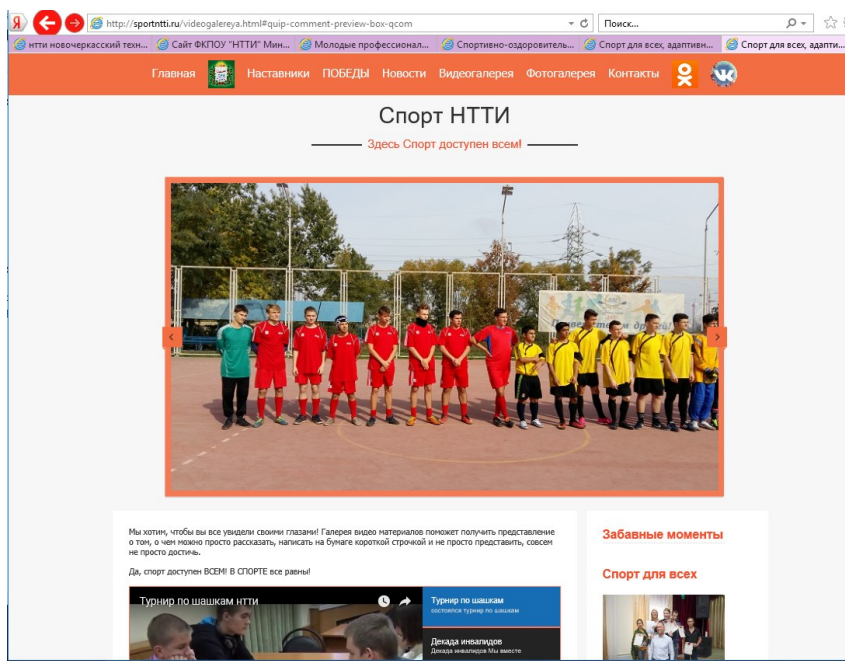 http://sportntti.ru/videogalereya.html#quip-comment-preview-box-qcom
Поиск...
нтти новочеркасский техн...
Сайт ФКПОУ "НТТИ" Мин...
Молодые профессионал...
Спортивно-оздоровитель...
Спорт для всех, адаптивн...
Спорт для всех, адапти...
Главная
Наставники
ПОБЕДЫ
Новости
Видеогалерея
Фотогалерея
Контакты
Спорт НТТИ
Здесь Спорт доступен всем!
друзей!
Мы хотим, чтобы вы все увидели своими глазами! Галерея видео материалов поможет получить представление
о том, о чем можно просто рассказать, написать на бумаге короткой строчкой и не просто представить, совсем
не просто достичь.
Да, спорт доступен ВСЕМ! В СПОРТЕ все равны!
Турнир по шашкам нтти
Турнир по шашкам
состоялся турнир по шашкам
Декада инвалидов
Декада инвалидов Мы вместе
Забавные моменты
Спорт для всех